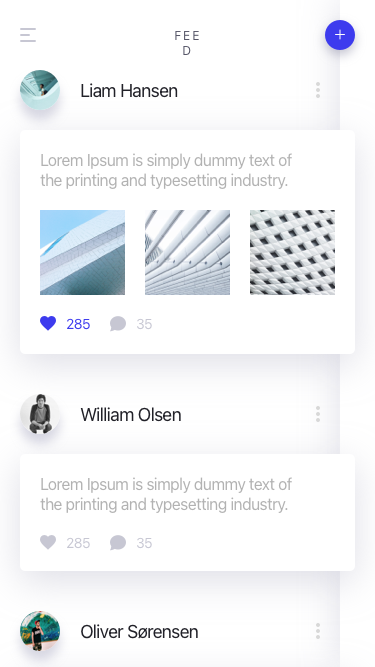 FEE
D
+
Liam Hansen
Lorem Ipsum is simply dummy text of
the printing and typesetting industry.
285 35
William Olsen
Lorem Ipsum is simply dummy text of
the printing and typesetting industry.
285 35
Oliver Sørensen